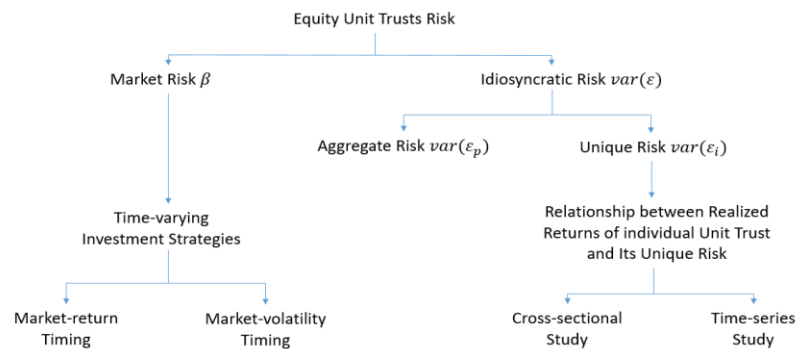 Equity Unit Trusts Risk
Market Risk β
Idiosyncratic Risk var(ε)
Aggregate Risk var(εₚ)
Unique Risk var(εᵢ)
Time-varying
Investment Strategies
Relationship between Realized
Returns of individual Unit Trust
and Its Unique Risk
Market-return
Timing
Market-volatility
Timing
Cross-sectional
Study
Time-series
Study